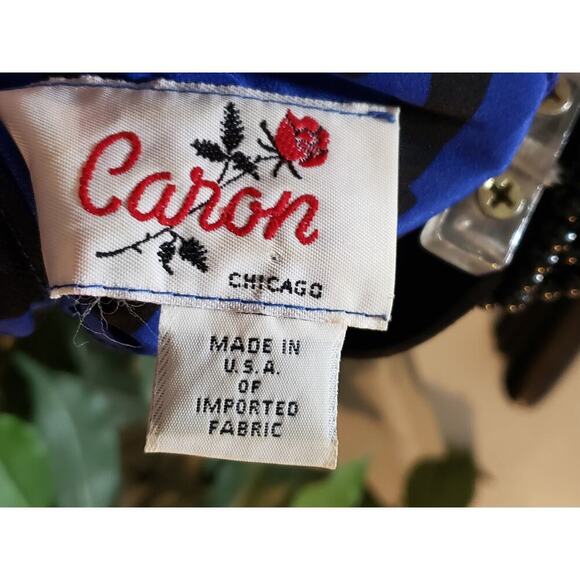 Caron
CHICAGO
MADE IN
U.S.A.
OF
IMPORTED
FABRIC